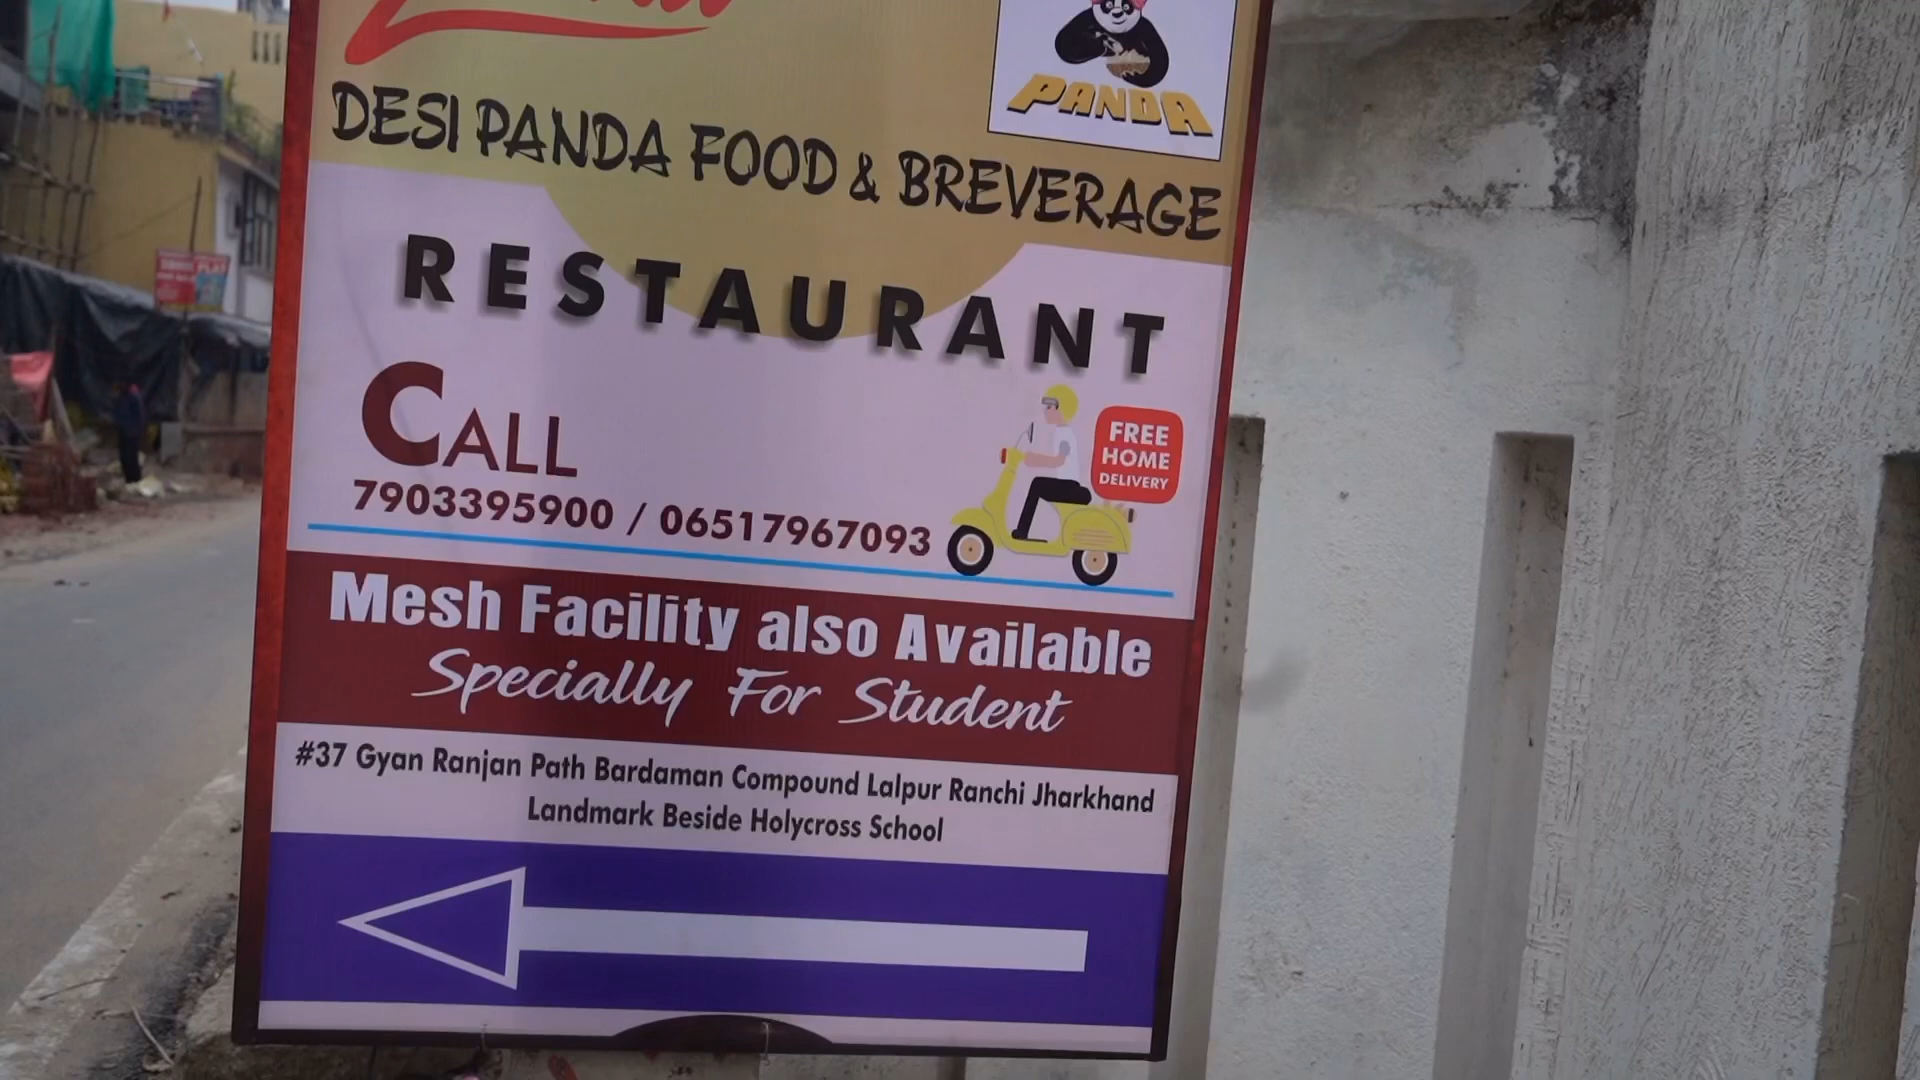 PANDA
DESI PANDA FOOD & BREVERAGE
RESTAURANT
CALL
FREE
HOME
DELIVERY
7903395900 / 06517967093
Mesh Facility also Available
Specially For Student
#37 Gyan Ranjan Path Bardaman Compound Lalpur Ranchi Jharkhand
Landmark Beside Holycross School